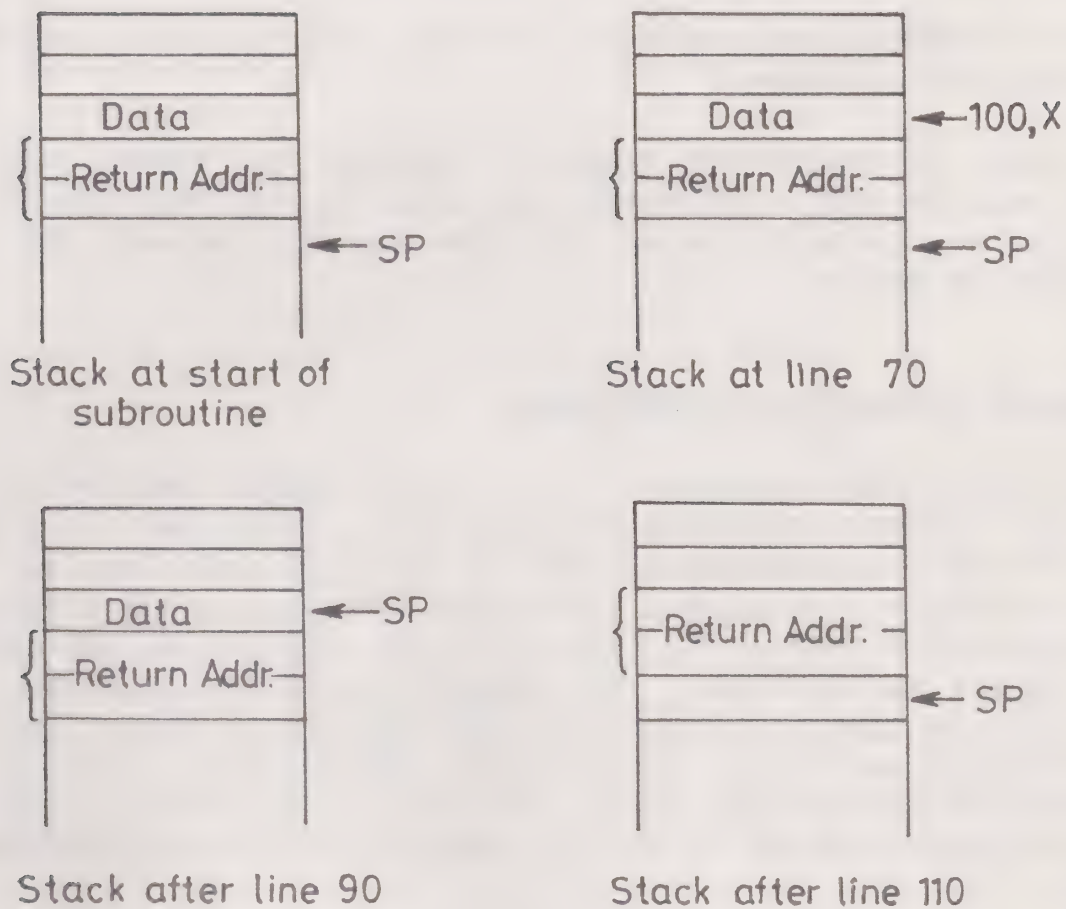 Data
Return Addr.
SP
Stack at start of
subroutine
Data
100,X
Return Addr.
SP
Stack at line 70
Data
SP
Return Addr.
Stack after line 90
Return Addr.
SP
Stack after line 110